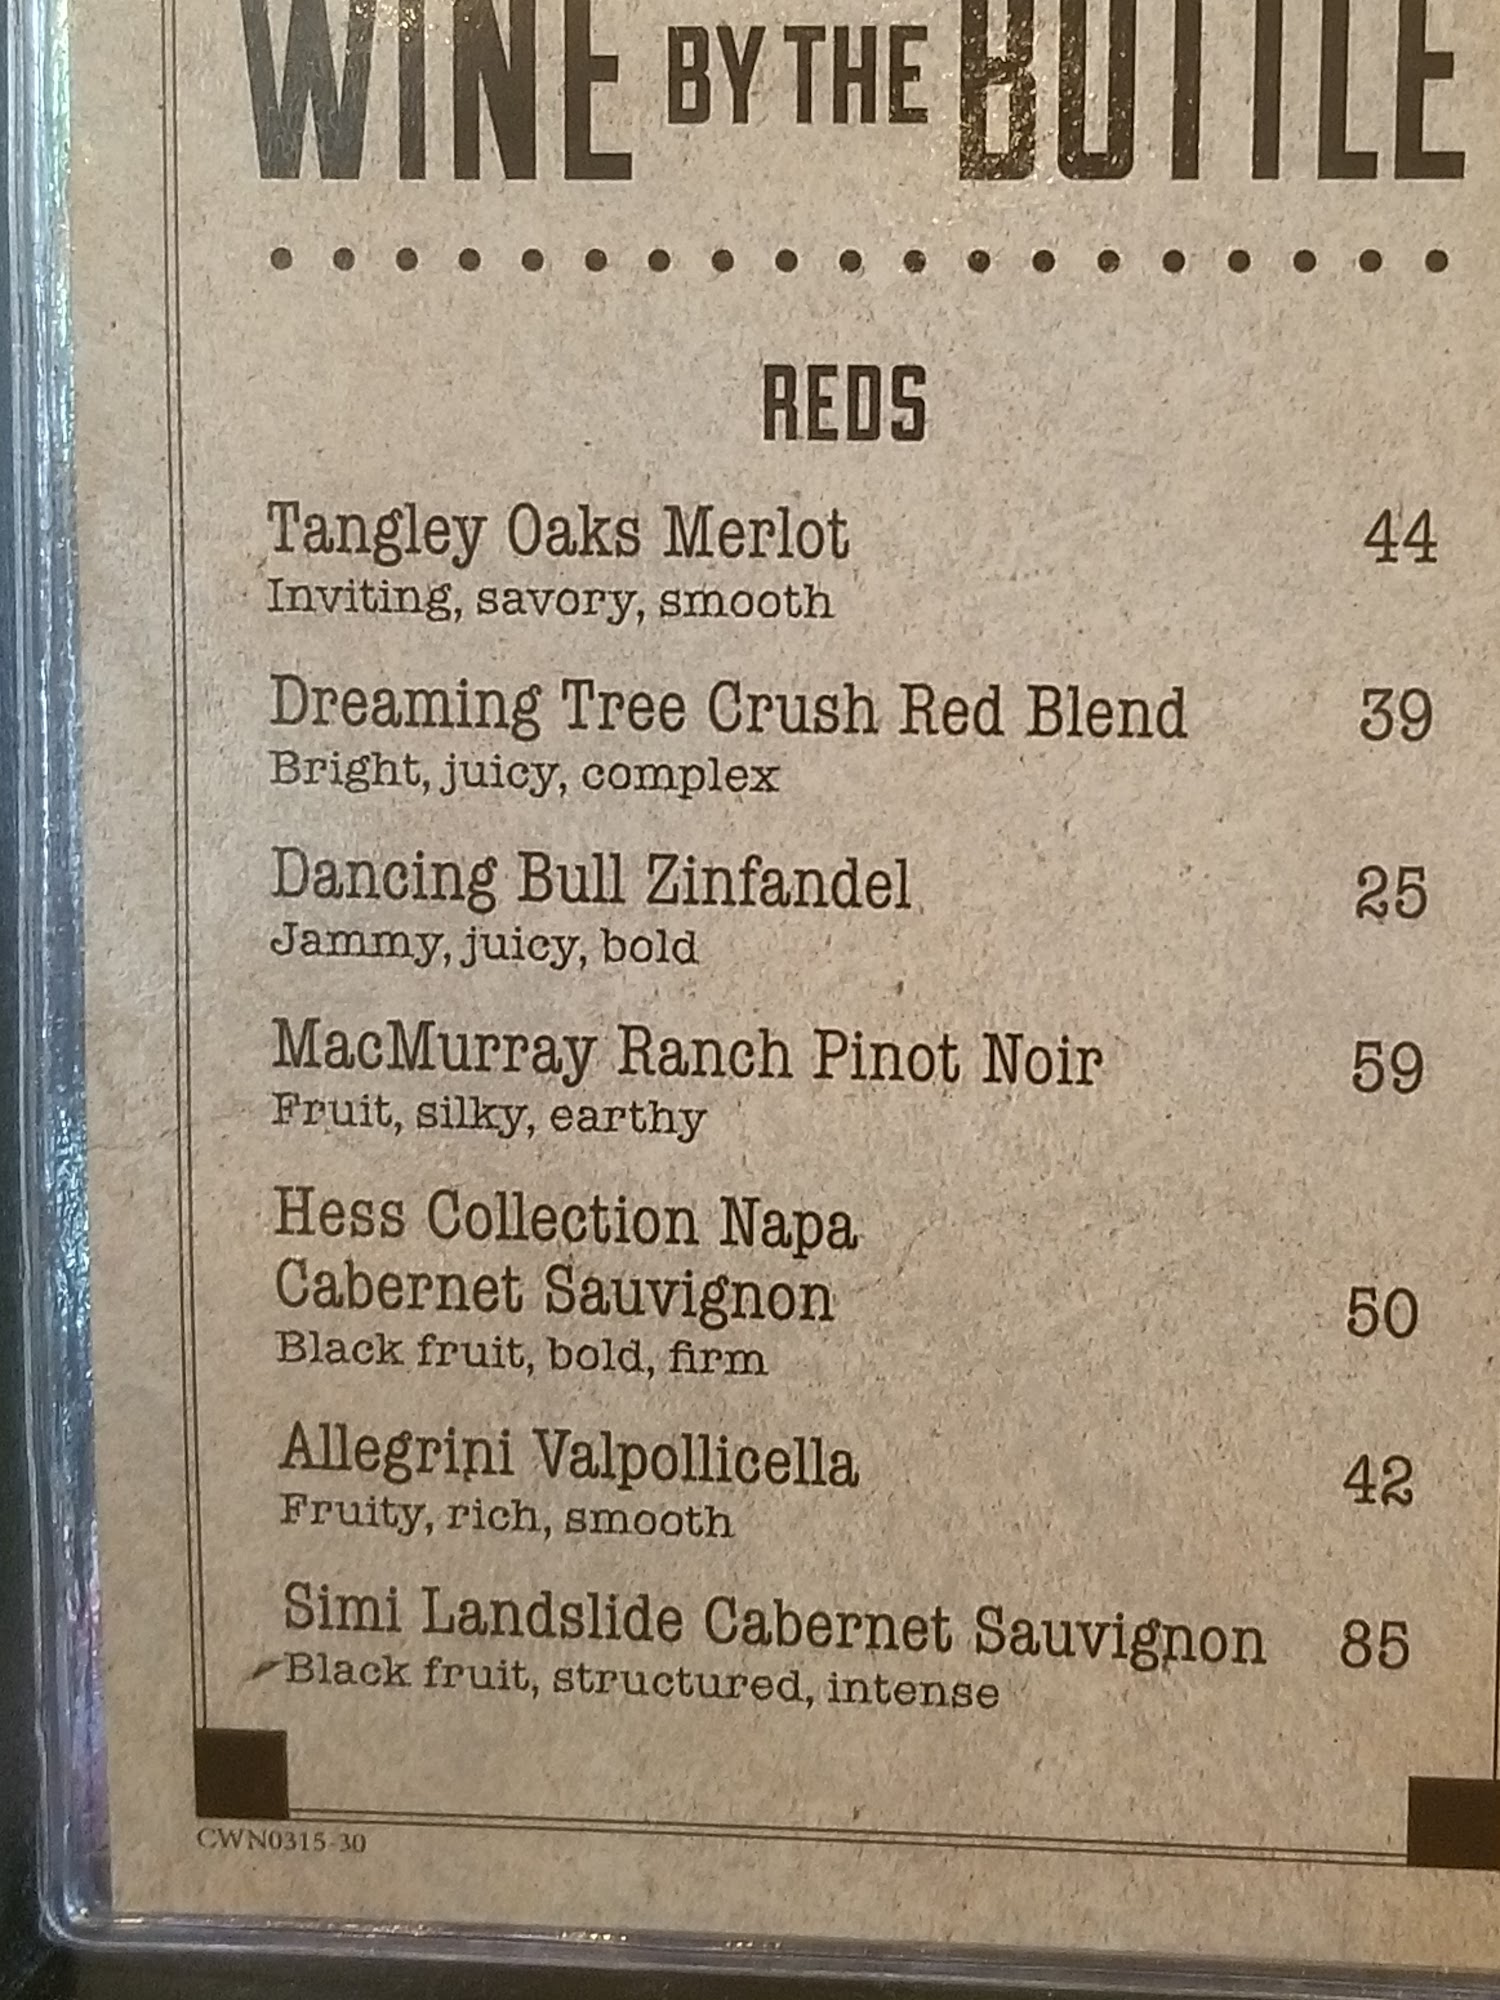 WINE BY THE BOTTLE
REDS
Tangley Oaks Merlot 44
Inviting, savory, smooth
Dreaming Tree Crush Red Blend 39
Bright, juicy, complex
Dancing Bull Zinfandel 25
Jammy, juicy, bold
MacMurray Ranch Pinot Noir 59
Fruit, silky, earthy
Hess Collection Napa
Cabernet Sauvignon 50
Black fruit, bold, firm
Allegrini Valpollicella 42
Fruity, rich, smooth
Simi Landslide Cabernet Sauvignon 85
Black fruit, structured, intense
CWN0315-30